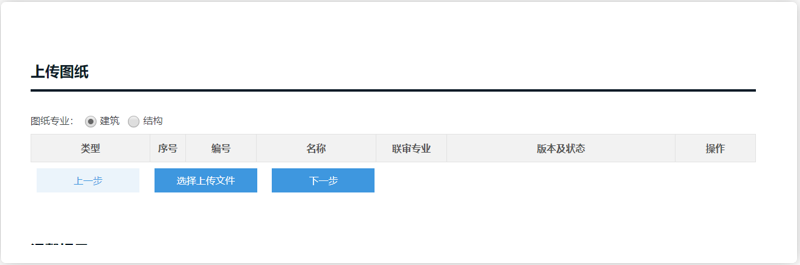 上传图纸
图纸专业： 建筑 结构
类型 序号 编号 名称 联审专业 版本及状态 操作
上一步 选择上传文件 下一步